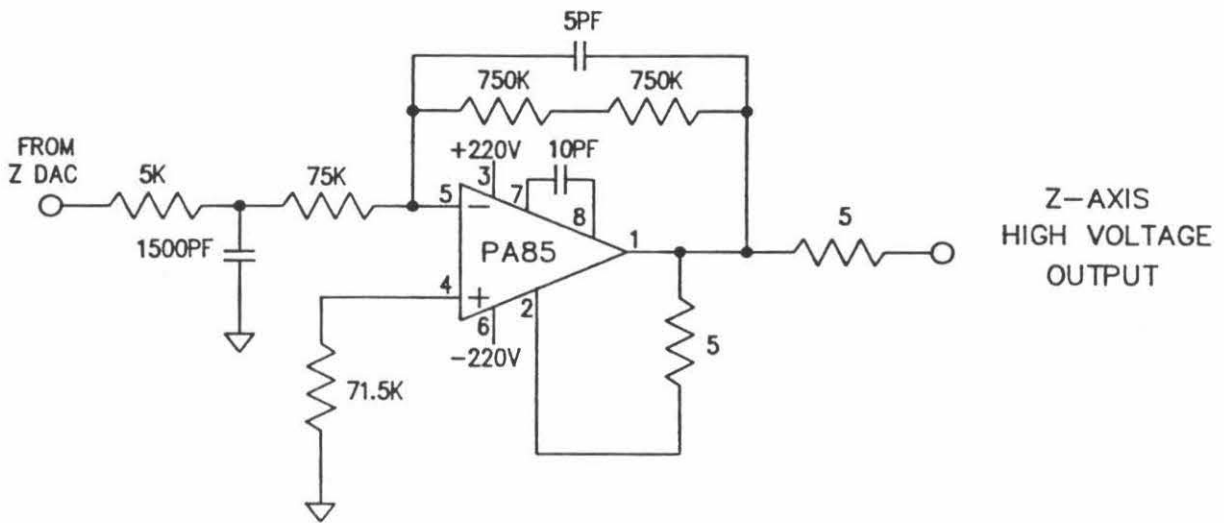 5PF
750K
750K
FROM
Z DAC
5K
75K
+220V
10PF
3
7
5
−
8
1500PF
PA85
1
5
Z-AXIS
HIGH VOLTAGE
OUTPUT
4
+
2
6
-220V
5
71.5K